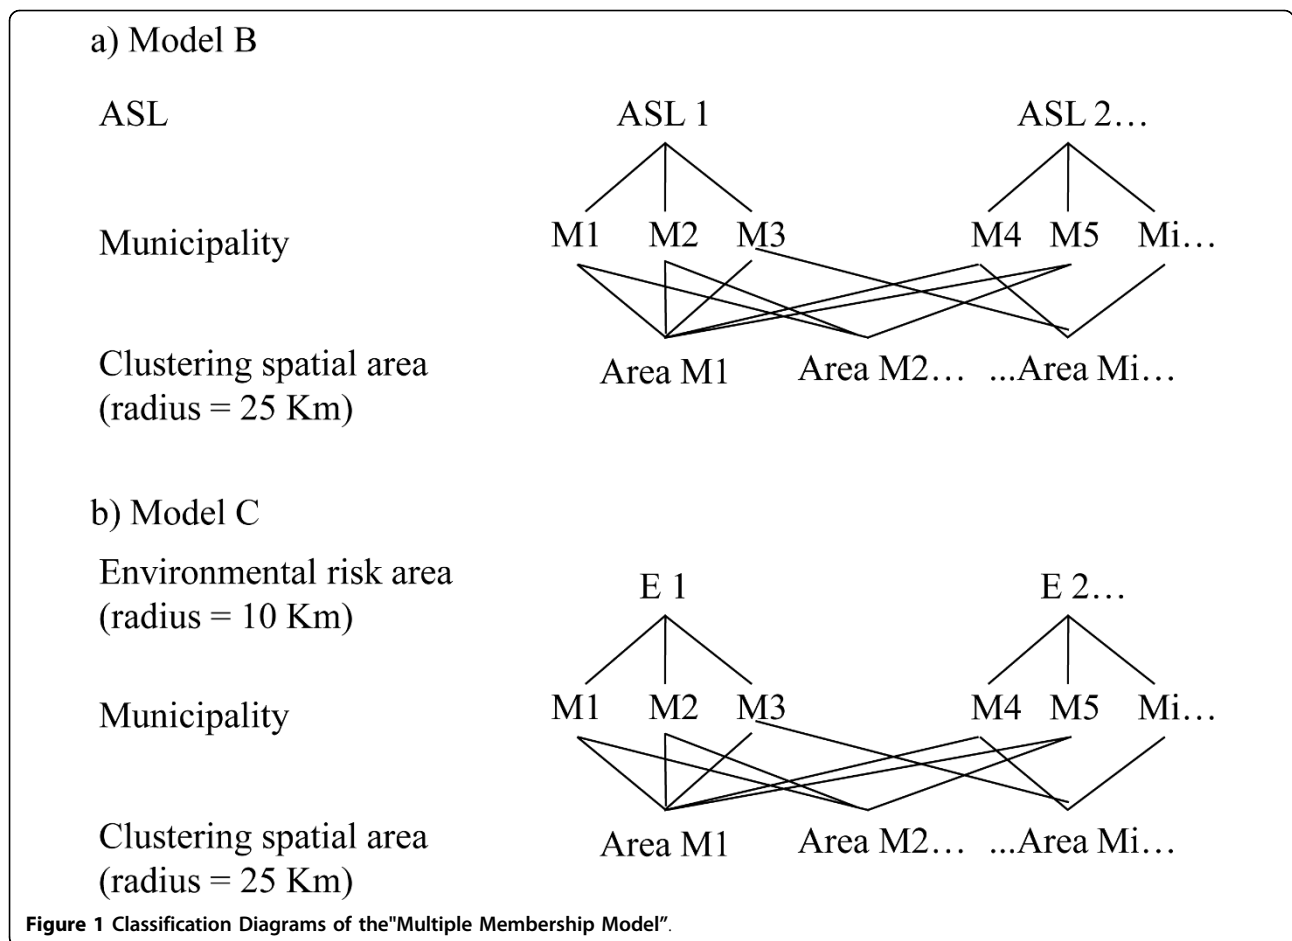 a) Model B
ASL ASL 1 ASL 2…
Municipality M1 M2 M3 M4 M5 Mi…
Clustering spatial area
(radius = 25 Km) Area M1 Area M2… ...Area Mi…
b) Model C
Environmental risk area
(radius = 10 Km) E 1 E 2…
Municipality M1 M2 M3 M4 M5 Mi…
Clustering spatial area
(radius = 25 Km) Area M1 Area M2… ...Area Mi…
Figure 1 Classification Diagrams of the"Multiple Membership Model”.